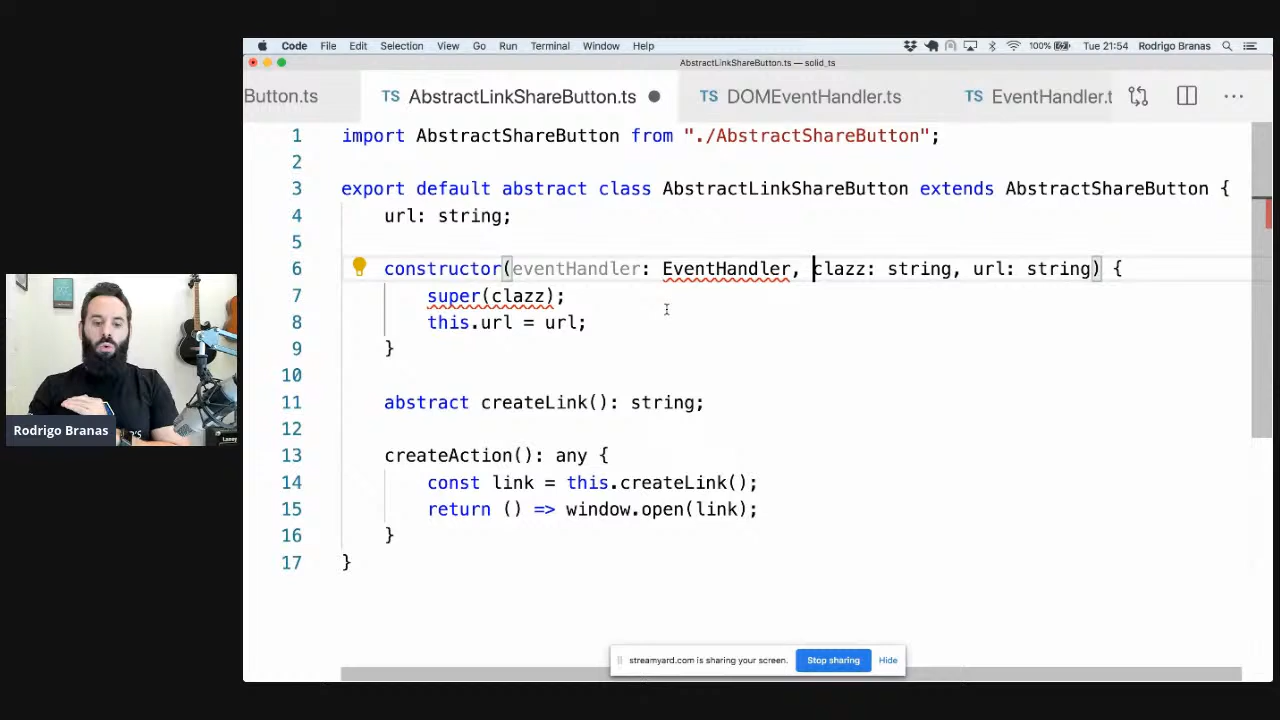 Code File Edit Selection View Go Run Terminal Window Help 100% Tue 21:54 Rodrigo Branas
AbstractLinkShareButton.ts — solid_ts
Button.ts TS AbstractLinkShareButton.ts TS DOMEventHandler.ts TS EventHandler.t
1 import AbstractShareButton from "./AbstractShareButton";
2
3 export default abstract class AbstractLinkShareButton extends AbstractShareButton {
4 url: string;
5
6 constructor(eventHandler: EventHandler, clazz: string, url: string) {
7 super(clazz);
8 this.url = url;
9 }
10
11 abstract createLink(): string;
12
13 createAction(): any {
14 const link = this.createLink();
15 return () => window.open(link);
16 }
17 }
Rodrigo Branas
streamyard.com is sharing your screen. Stop sharing Hide